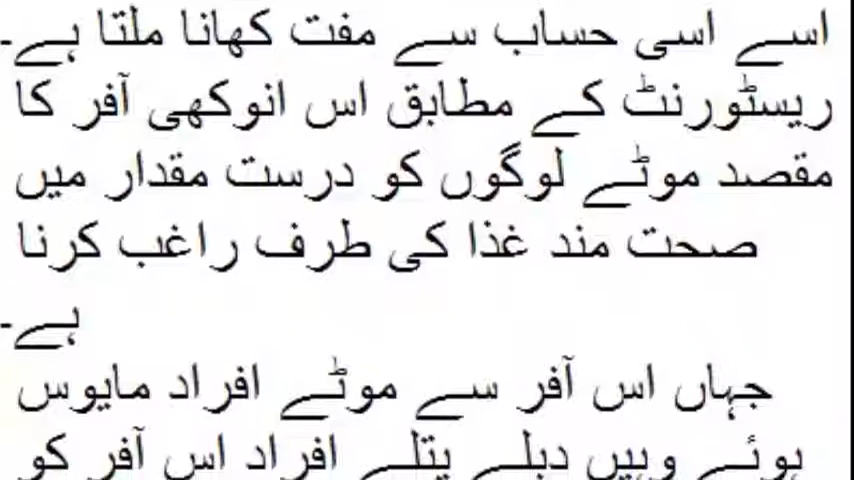 اسے اسی حساب سے مفت کھانا ملتا ہے۔
ریسٹورنٹ کے مطابق اس انوکھی آفر کا
مقصد موٹے لوگوں کو درست مقدار میں
صحت مند غذا کی طرف راغب کرنا
ہے۔
جہاں اس آفر سے موٹے افراد مایوس
ہوئے وہیں دبلے پتلے افراد اس آفر کو